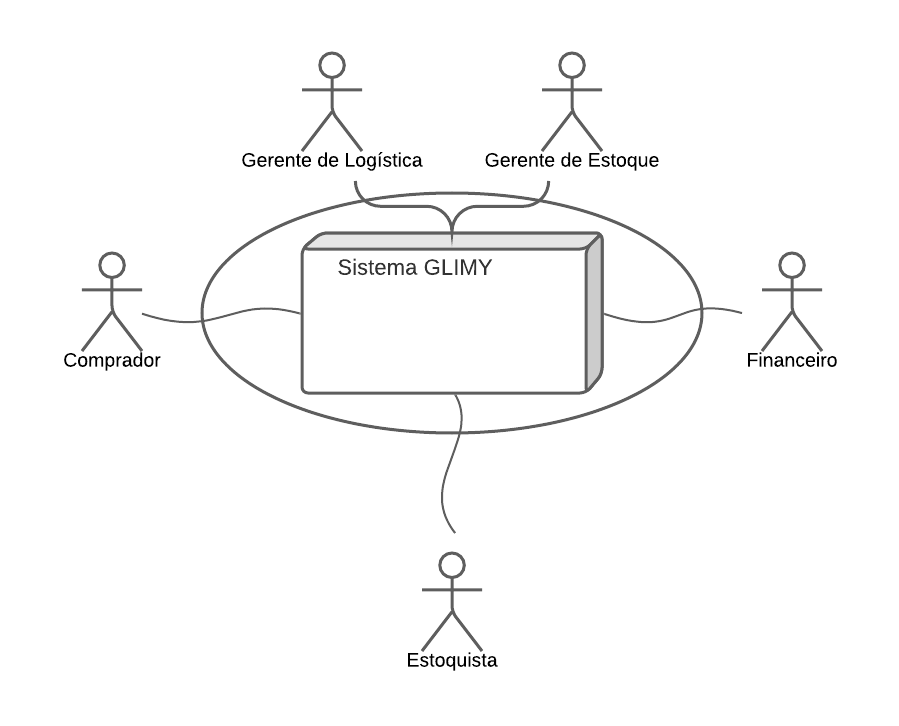 Gerente de Logística
Gerente de Estoque
Sistema GLIMY
Comprador
Financeiro
Estoquista